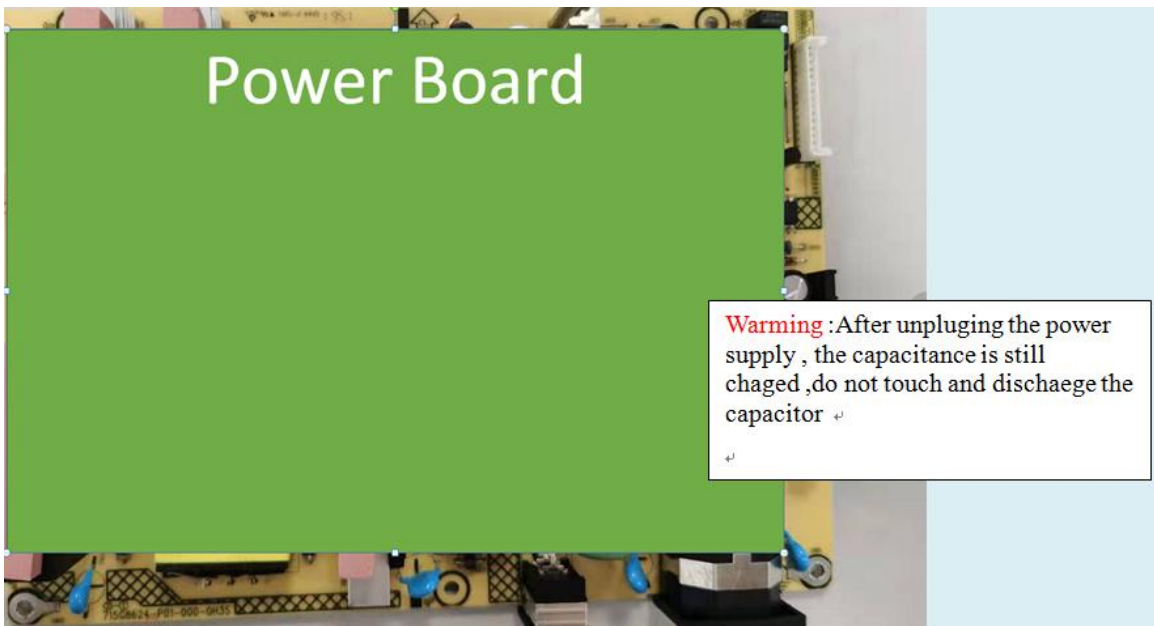 Power Board
Warming :After unpluging the power
supply , the capacitance is still
chaged ,do not touch and dischaege the
capacitor
715G8624-P01-000-0H3S